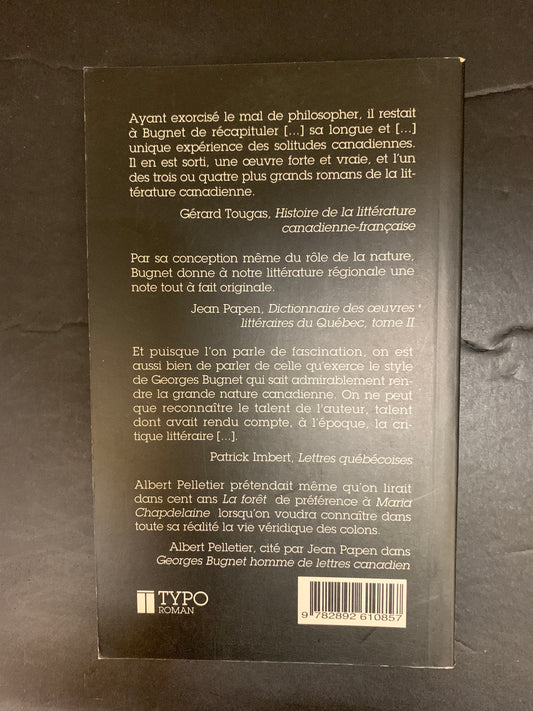 Ayant exorcisé le mal de philosopher, il restait
à Bugnet de récapituler [...] sa longue et [...]
unique expérience des solitudes canadiennes.
Il en est sorti, une œuvre forte et vraie, et l'un
des trois ou quatre plus grands romans de la lit-
térature canadienne.
Gérard Tougas, Histoire de la littérature
canadienne-française
Par sa conception même du rôle de la nature,
Bugnet donne à notre littérature régionale une
note tout à fait originale.
Jean Papen, Dictionnaire des œuvres
littéraires du Québec, tome II
Et puisque l'on parle de fascination, on est
aussi bien de parler de celle qu'exerce le style
de Georges Bugnet qui sait admirablement ren-
dre la grande nature canadienne. On ne peut
que reconnaître le talent de l'auteur, talent
dont avait rendu compte, à l'époque, la cri-
tique littéraire [...].
Patrick Imbert, Lettres québécoises
Albert Pelletier prétendait même qu'on lirait
dans cent ans La forêt de préférence à Maria
Chapdelaine lorsqu'on voudra connaître dans
toute sa réalité la vie véridique des colons.
Albert Pelletier, cité par Jean Papen dans
Georges Bugnet homme de lettres canadien
TYPO
ROMAN
9 782892 610857